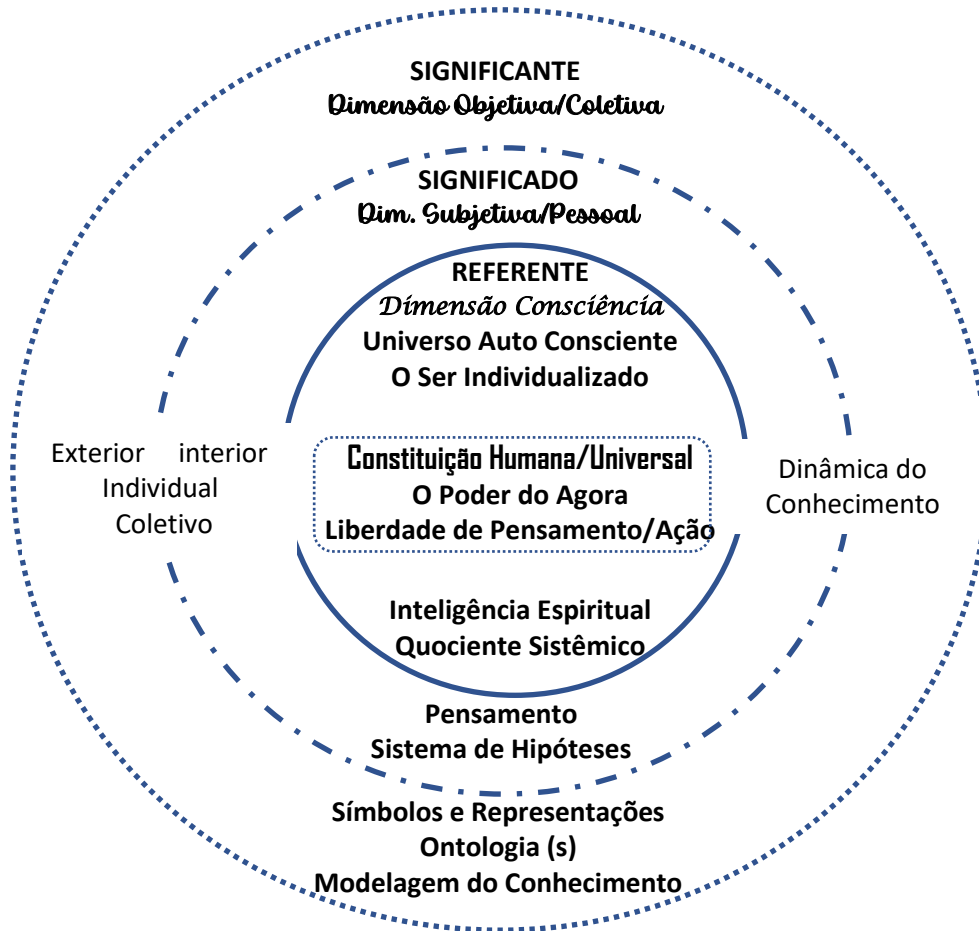 SIGNIFICANTE
Dimensão Objetiva/Coletiva
SIGNIFICADO
Dim. Subjetiva/Pessoal
REFERENTE
Dimensão Consciência
Universo Auto Consciente
O Ser Individualizado
Exterior interior
Individual
Coletivo
Constituição Humana/Universal
O Poder do Agora
Liberdade de Pensamento/Ação
Dinâmica do
Conhecimento
Inteligência Espiritual
Quociente Sistêmico
Pensamento
Sistema de Hipóteses
Símbolos e Representações
Ontologia (s)
Modelagem do Conhecimento